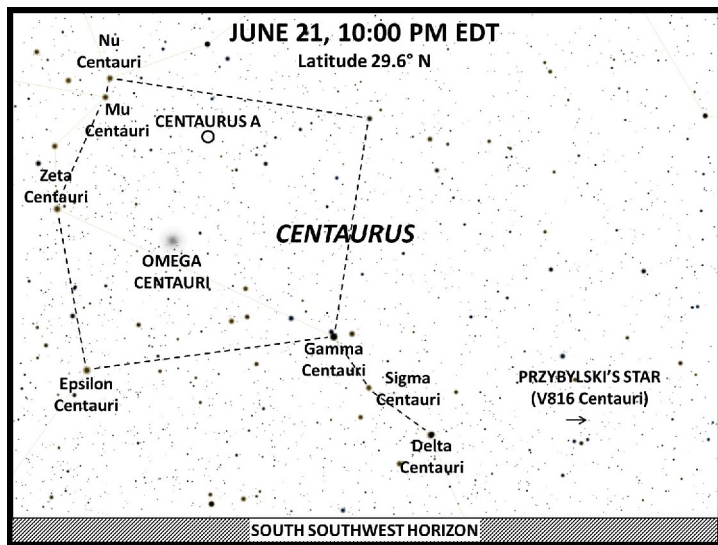 JUNE 21, 10:00 PM EDT
Latitude 29.6° N
Nu
Centauri
Mu
Centauri
CENTAURUS A
Zeta
Centauri
CENTAURUS
OMEGA
CENTAURI
Gamma
Centauri
Epsilon
Centauri
Sigma
Centauri
PRZYBYLSKI'S STAR
(V816 Centauri)
→
Delta
Centauri
SOUTH SOUTHWEST HORIZON